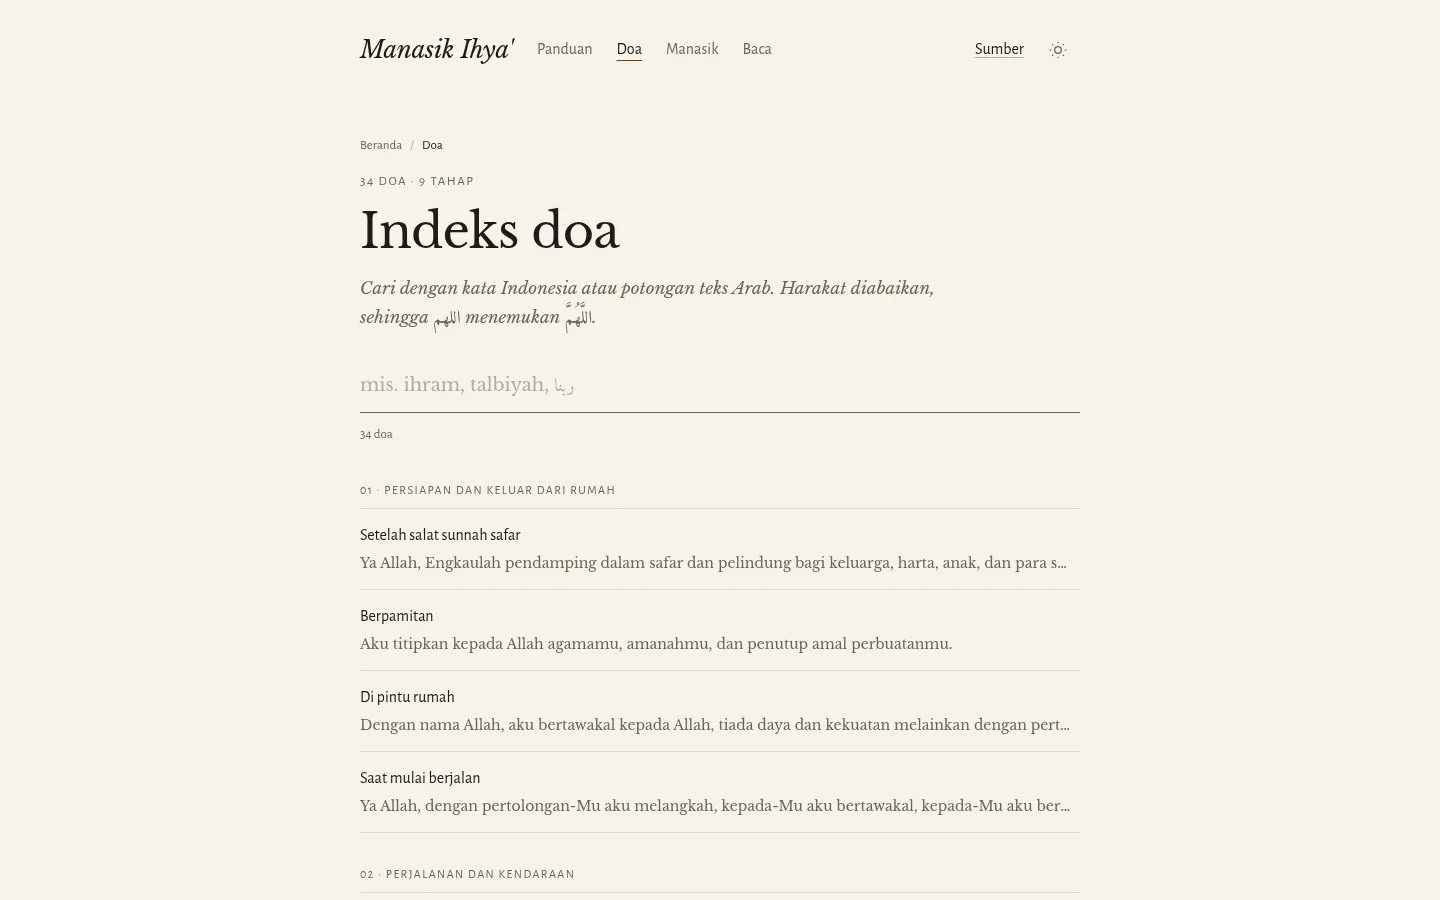 Manasik Ihya' Panduan Doa Manasik Baca Sumber
Beranda / Doa
34 DOA · 9 TAHAP
Indeks doa
Cari dengan kata Indonesia atau potongan teks Arab. Harakat diabaikan,
sehingga اللهم menemukan اللَّهُمَّ.
mis. ihram, talbiyah, ربنا
34 doa
01 · PERSIAPAN DAN KELUAR DARI RUMAH
Setelah salat sunnah safar
Ya Allah, Engkaulah pendamping dalam safar dan pelindung bagi keluarga, harta, anak, dan para s…
Berpamitan
Aku titipkan kepada Allah agamamu, amanahmu, dan penutup amal perbuatanmu.
Di pintu rumah
Dengan nama Allah, aku bertawakal kepada Allah, tiada daya dan kekuatan melainkan dengan pert…
Saat mulai berjalan
Ya Allah, dengan pertolongan-Mu aku melangkah, kepada-Mu aku bertawakal, kepada-Mu aku ber…
02 · PERJALANAN DAN KENDARAAN